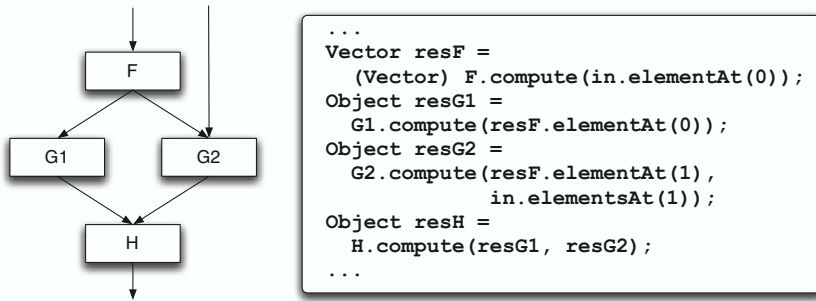 F
G1
G2
H
...
Vector resF =
(Vector) F.compute(in.elementAt(0));
Object resG1 =
G1.compute(resF.elementAt(0));
Object resG2 =
G2.compute(resF.elementAt(1),
in.elementsAt(1));
Object resH =
H.compute(resG1, resG2);
...